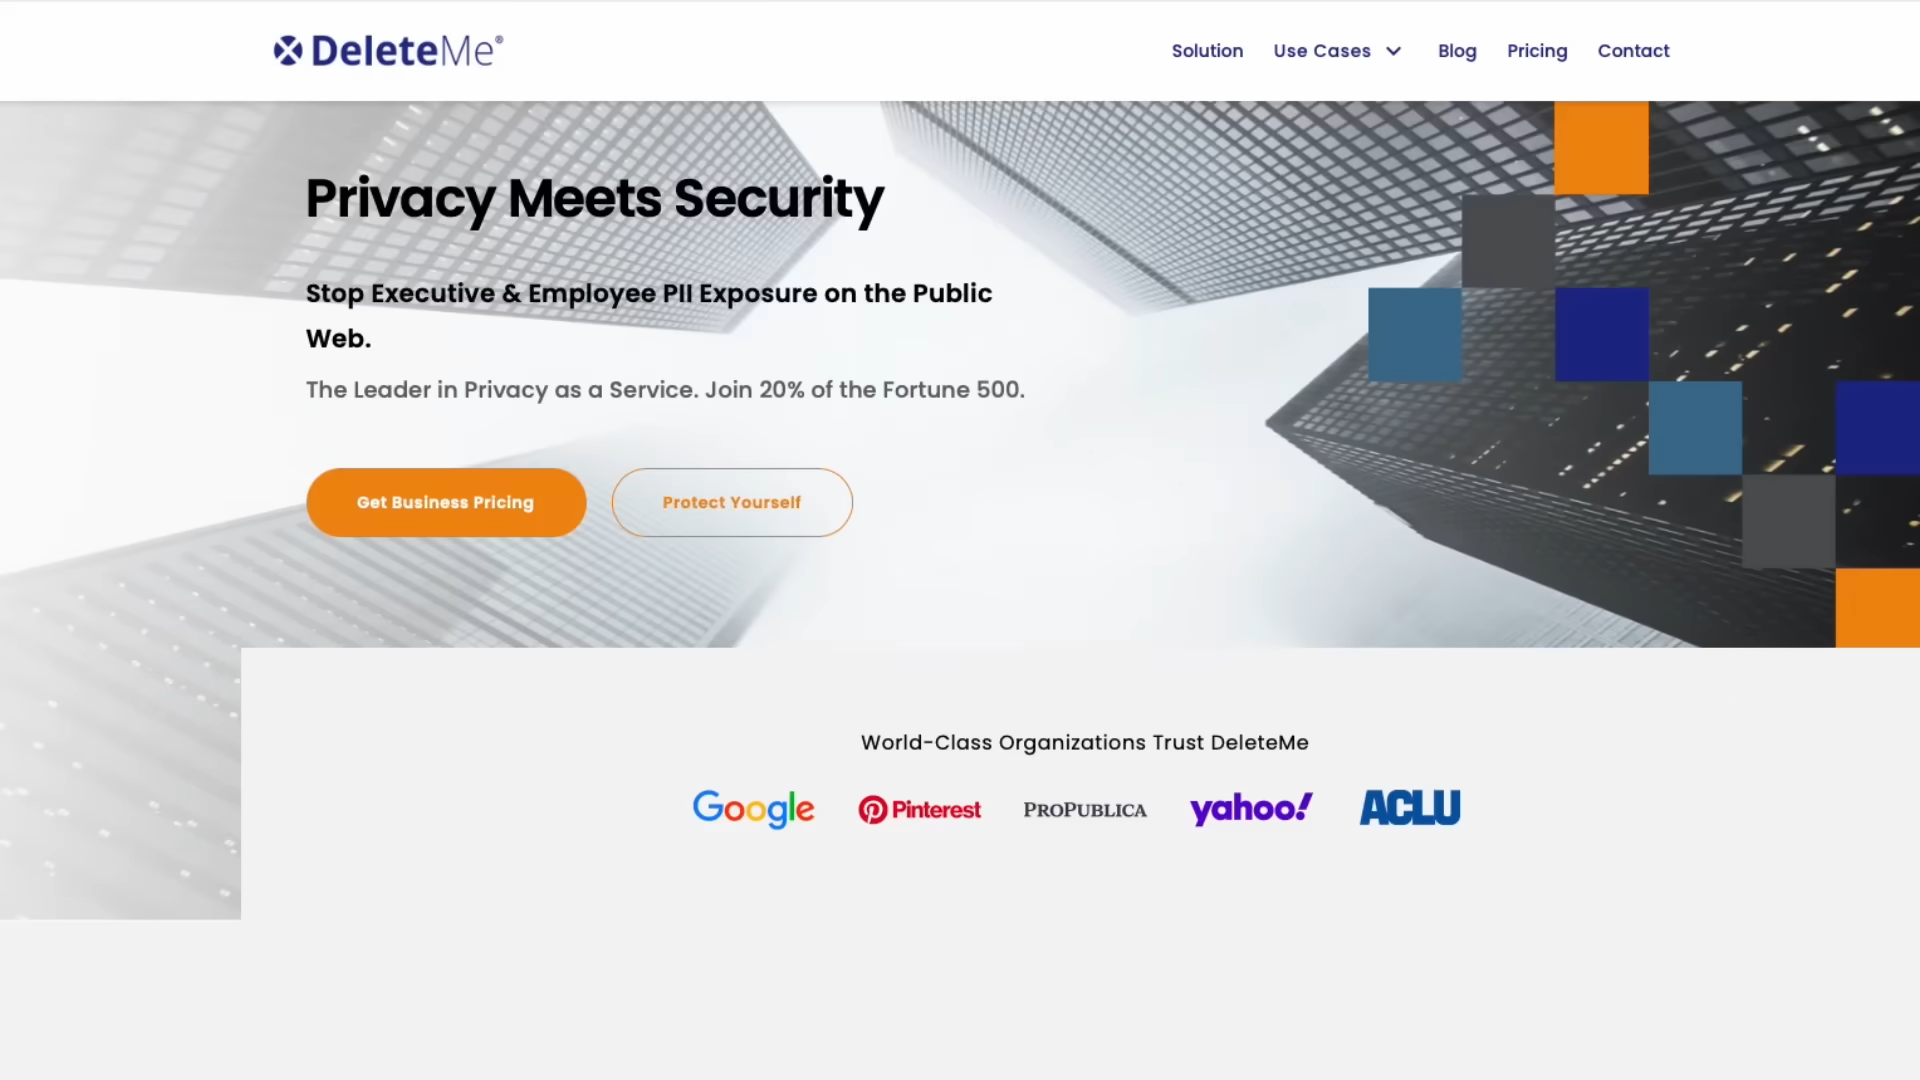 DeleteMe®
Solution Use Cases Blog Pricing Contact
Privacy Meets Security
Stop Executive & Employee PII Exposure on the Public
Web.
The Leader in Privacy as a Service. Join 20% of the Fortune 500.
Get Business Pricing Protect Yourself
World-Class Organizations Trust DeleteMe
Google Pinterest PROPUBLICA yahoo! ACLU